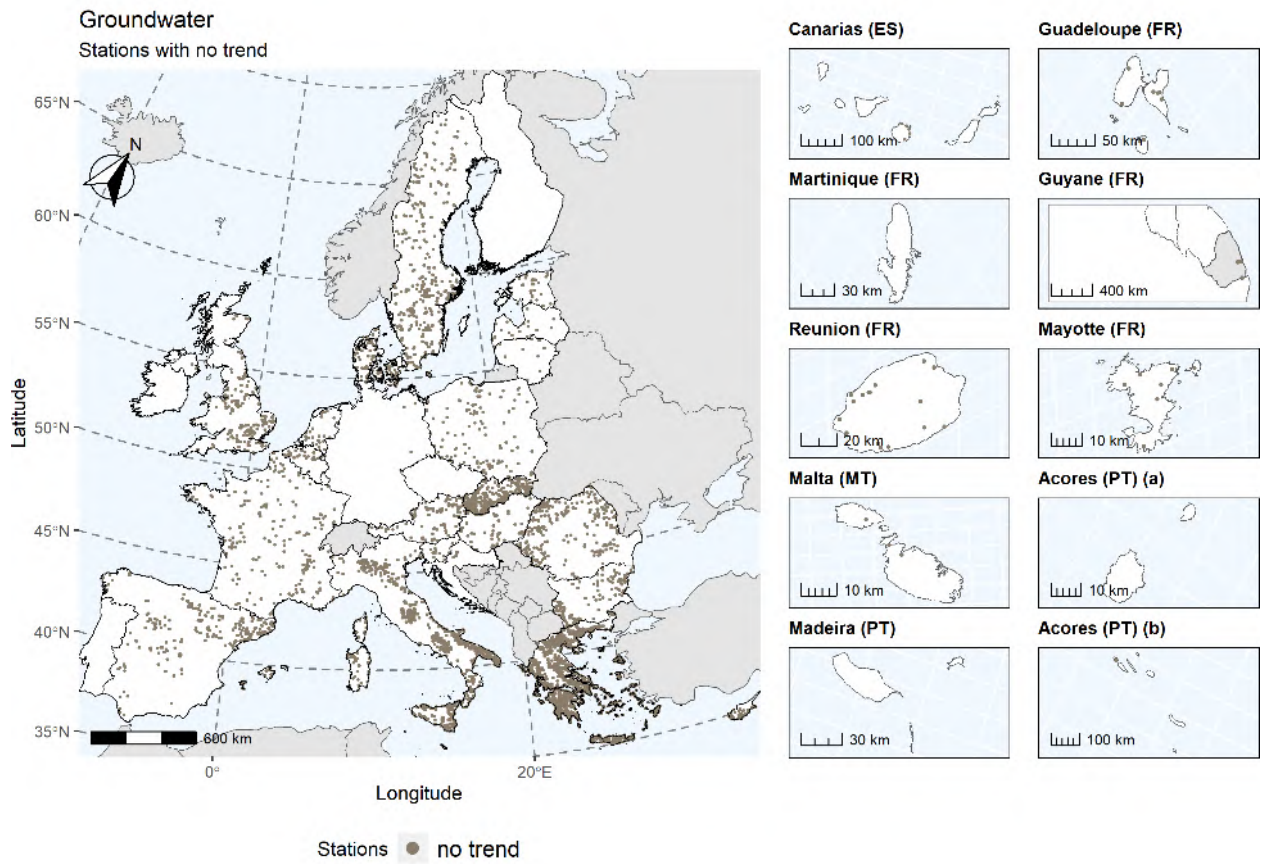 Groundwater
Stations with no trend
65°N
60°N
55°N
50°N
45°N
40°N
35°N
Latitude
N
600 km
0°
20°E
Longitude
Stations no trend
Canarias (ES)
100 km
Guadeloupe (FR)
50 km
Martinique (FR)
30 km
Guyane (FR)
400 km
Reunion (FR)
20 km
Mayotte (FR)
10 km
Malta (MT)
10 km
Acores (PT) (a)
10 km
Madeira (PT)
30 km
Acores (PT) (b)
100 km